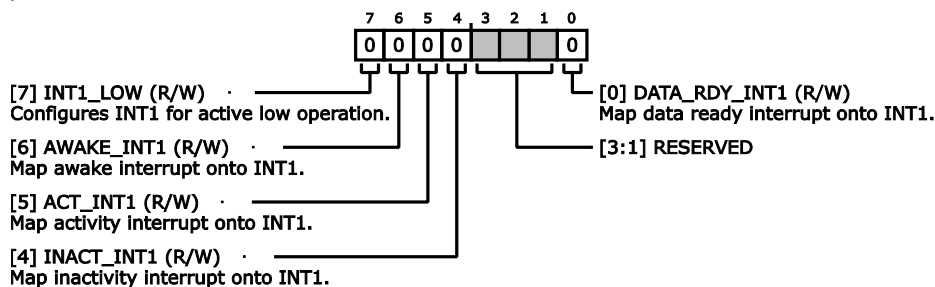 7 6 5 4 3 2 1 0
0 0 0 0 0
[7] INT1_LOW (R/W)
Configures INT1 for active low operation.
[6] AWAKE_INT1 (R/W)
Map awake interrupt onto INT1.
[5] ACT_INT1 (R/W)
Map activity interrupt onto INT1.
[4] INACT_INT1 (R/W)
Map inactivity interrupt onto INT1.
[0] DATA_RDY_INT1 (R/W)
Map data ready interrupt onto INT1.
[3:1] RESERVED